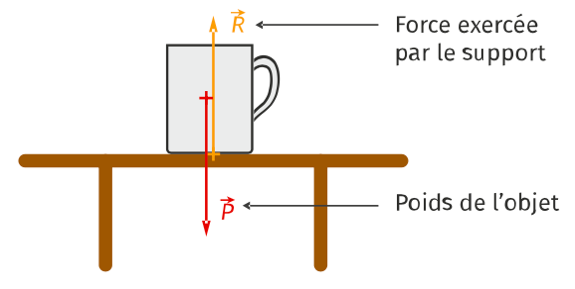 R⃗
Force exercée
par le support
P⃗
Poids de l’objet